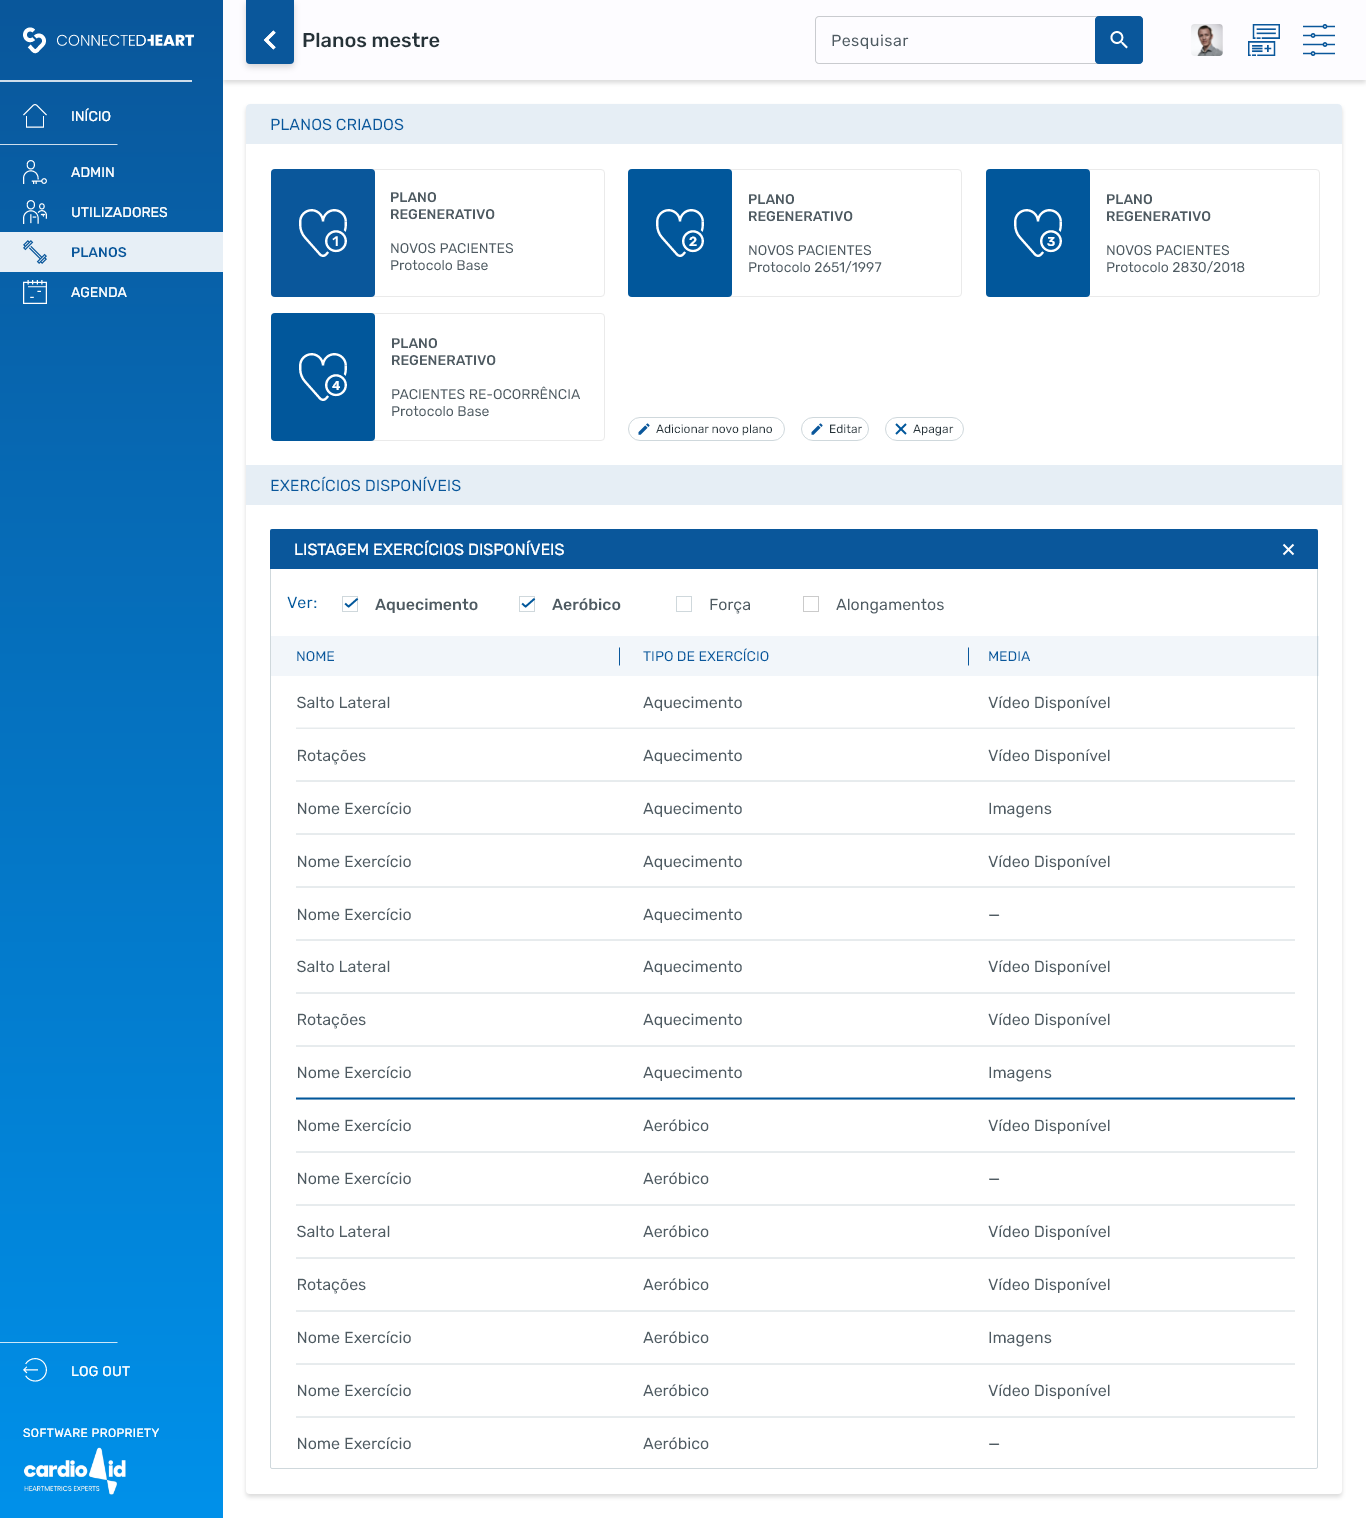 CONNECTEDHEART
INÍCIO
ADMIN
UTILIZADORES
PLANOS
AGENDA
LOG OUT
SOFTWARE PROPRIETY
cardioAid
HEARTMETRICS EXPERTS
Planos mestre
Pesquisar
PLANOS CRIADOS
1
PLANO
REGENERATIVO
NOVOS PACIENTES
Protocolo Base
2
PLANO
REGENERATIVO
NOVOS PACIENTES
Protocolo 2651/1997
3
PLANO
REGENERATIVO
NOVOS PACIENTES
Protocolo 2830/2018
4
PLANO
REGENERATIVO
PACIENTES RE-OCORRÊNCIA
Protocolo Base
Adicionar novo plano
Editar
Apagar
EXERCÍCIOS DISPONÍVEIS
LISTAGEM EXERCÍCIOS DISPONÍVEIS
Ver: Aquecimento Aeróbico Força Alongamentos
NOME TIPO DE EXERCÍCIO MEDIA
Salto Lateral Aquecimento Vídeo Disponível
Rotações Aquecimento Vídeo Disponível
Nome Exercício Aquecimento Imagens
Nome Exercício Aquecimento Vídeo Disponível
Nome Exercício Aquecimento –
Salto Lateral Aquecimento Vídeo Disponível
Rotações Aquecimento Vídeo Disponível
Nome Exercício Aquecimento Imagens
Nome Exercício Aeróbico Vídeo Disponível
Nome Exercício Aeróbico –
Salto Lateral Aeróbico Vídeo Disponível
Rotações Aeróbico Vídeo Disponível
Nome Exercício Aeróbico Imagens
Nome Exercício Aeróbico Vídeo Disponível
Nome Exercício Aeróbico –